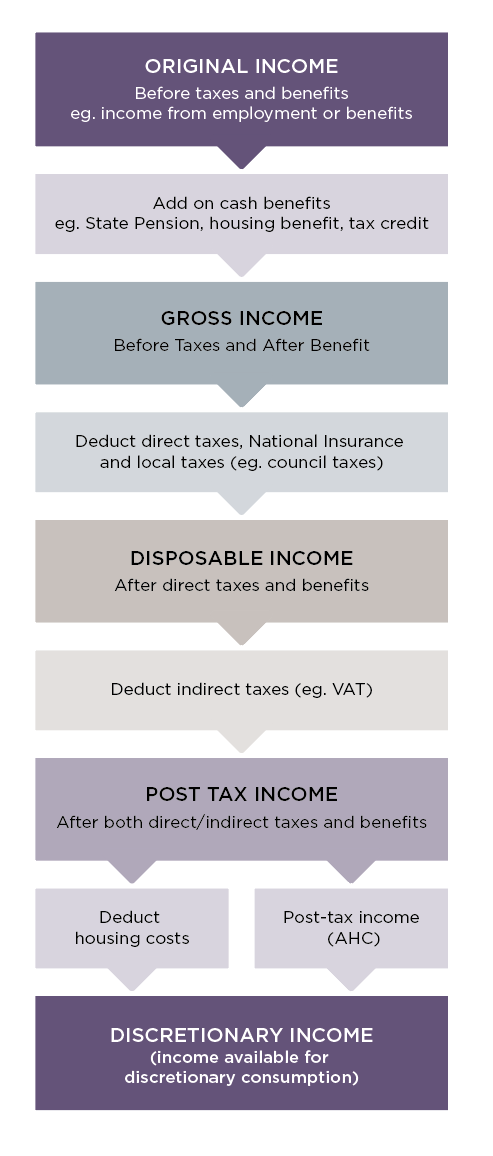 ORIGINAL INCOME
Before taxes and benefits
eg. income from employment or benefits
Add on cash benefits
eg. State Pension, housing benefit, tax credit
GROSS INCOME
Before Taxes and After Benefit
Deduct direct taxes, National Insurance
and local taxes (eg. council taxes)
DISPOSABLE INCOME
After direct taxes and benefits
Deduct indirect taxes (eg. VAT)
POST TAX INCOME
After both direct/indirect taxes and benefits
Deduct
housing costs
Post-tax income
(AHC)
DISCRETIONARY INCOME
(income available for
discretionary consumption)